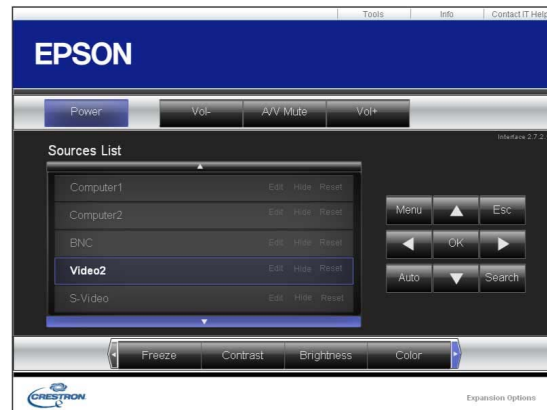 Tools Info Contact IT Help
EPSON
Power Vol- A/V Mute Vol+
Interface 2.7.2.
Sources List
Computer1 Edit Hide Reset
Computer2 Edit Hide Reset
BNC Edit Hide Reset
Video2 Edit Hide Reset
S-Video Edit Hide Reset
Menu Esc
OK
Auto Search
Freeze Contrast Brightness Color
CRESTRON
Expansion Options